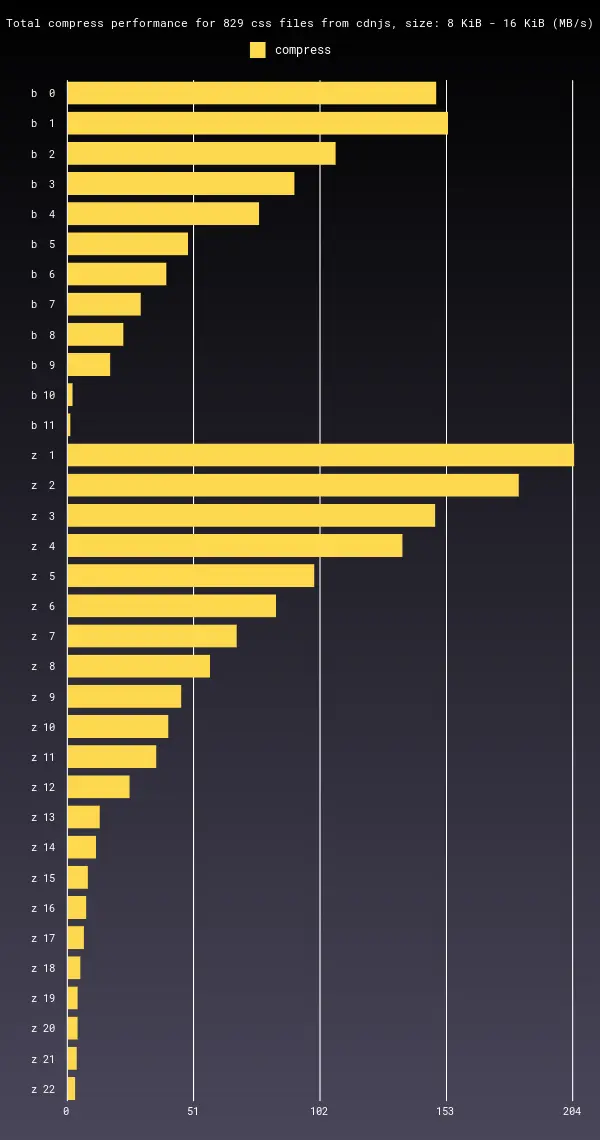 Total compress performance for 829 css files from cdnjs, size: 8 KiB - 16 KiB (MB/s)
compress
b 0
b 1
b 2
b 3
b 4
b 5
b 6
b 7
b 8
b 9
b 10
b 11
z 1
z 2
z 3
z 4
z 5
z 6
z 7
z 8
z 9
z 10
z 11
z 12
z 13
z 14
z 15
z 16
z 17
z 18
z 19
z 20
z 21
z 22
0 51 102 153 204